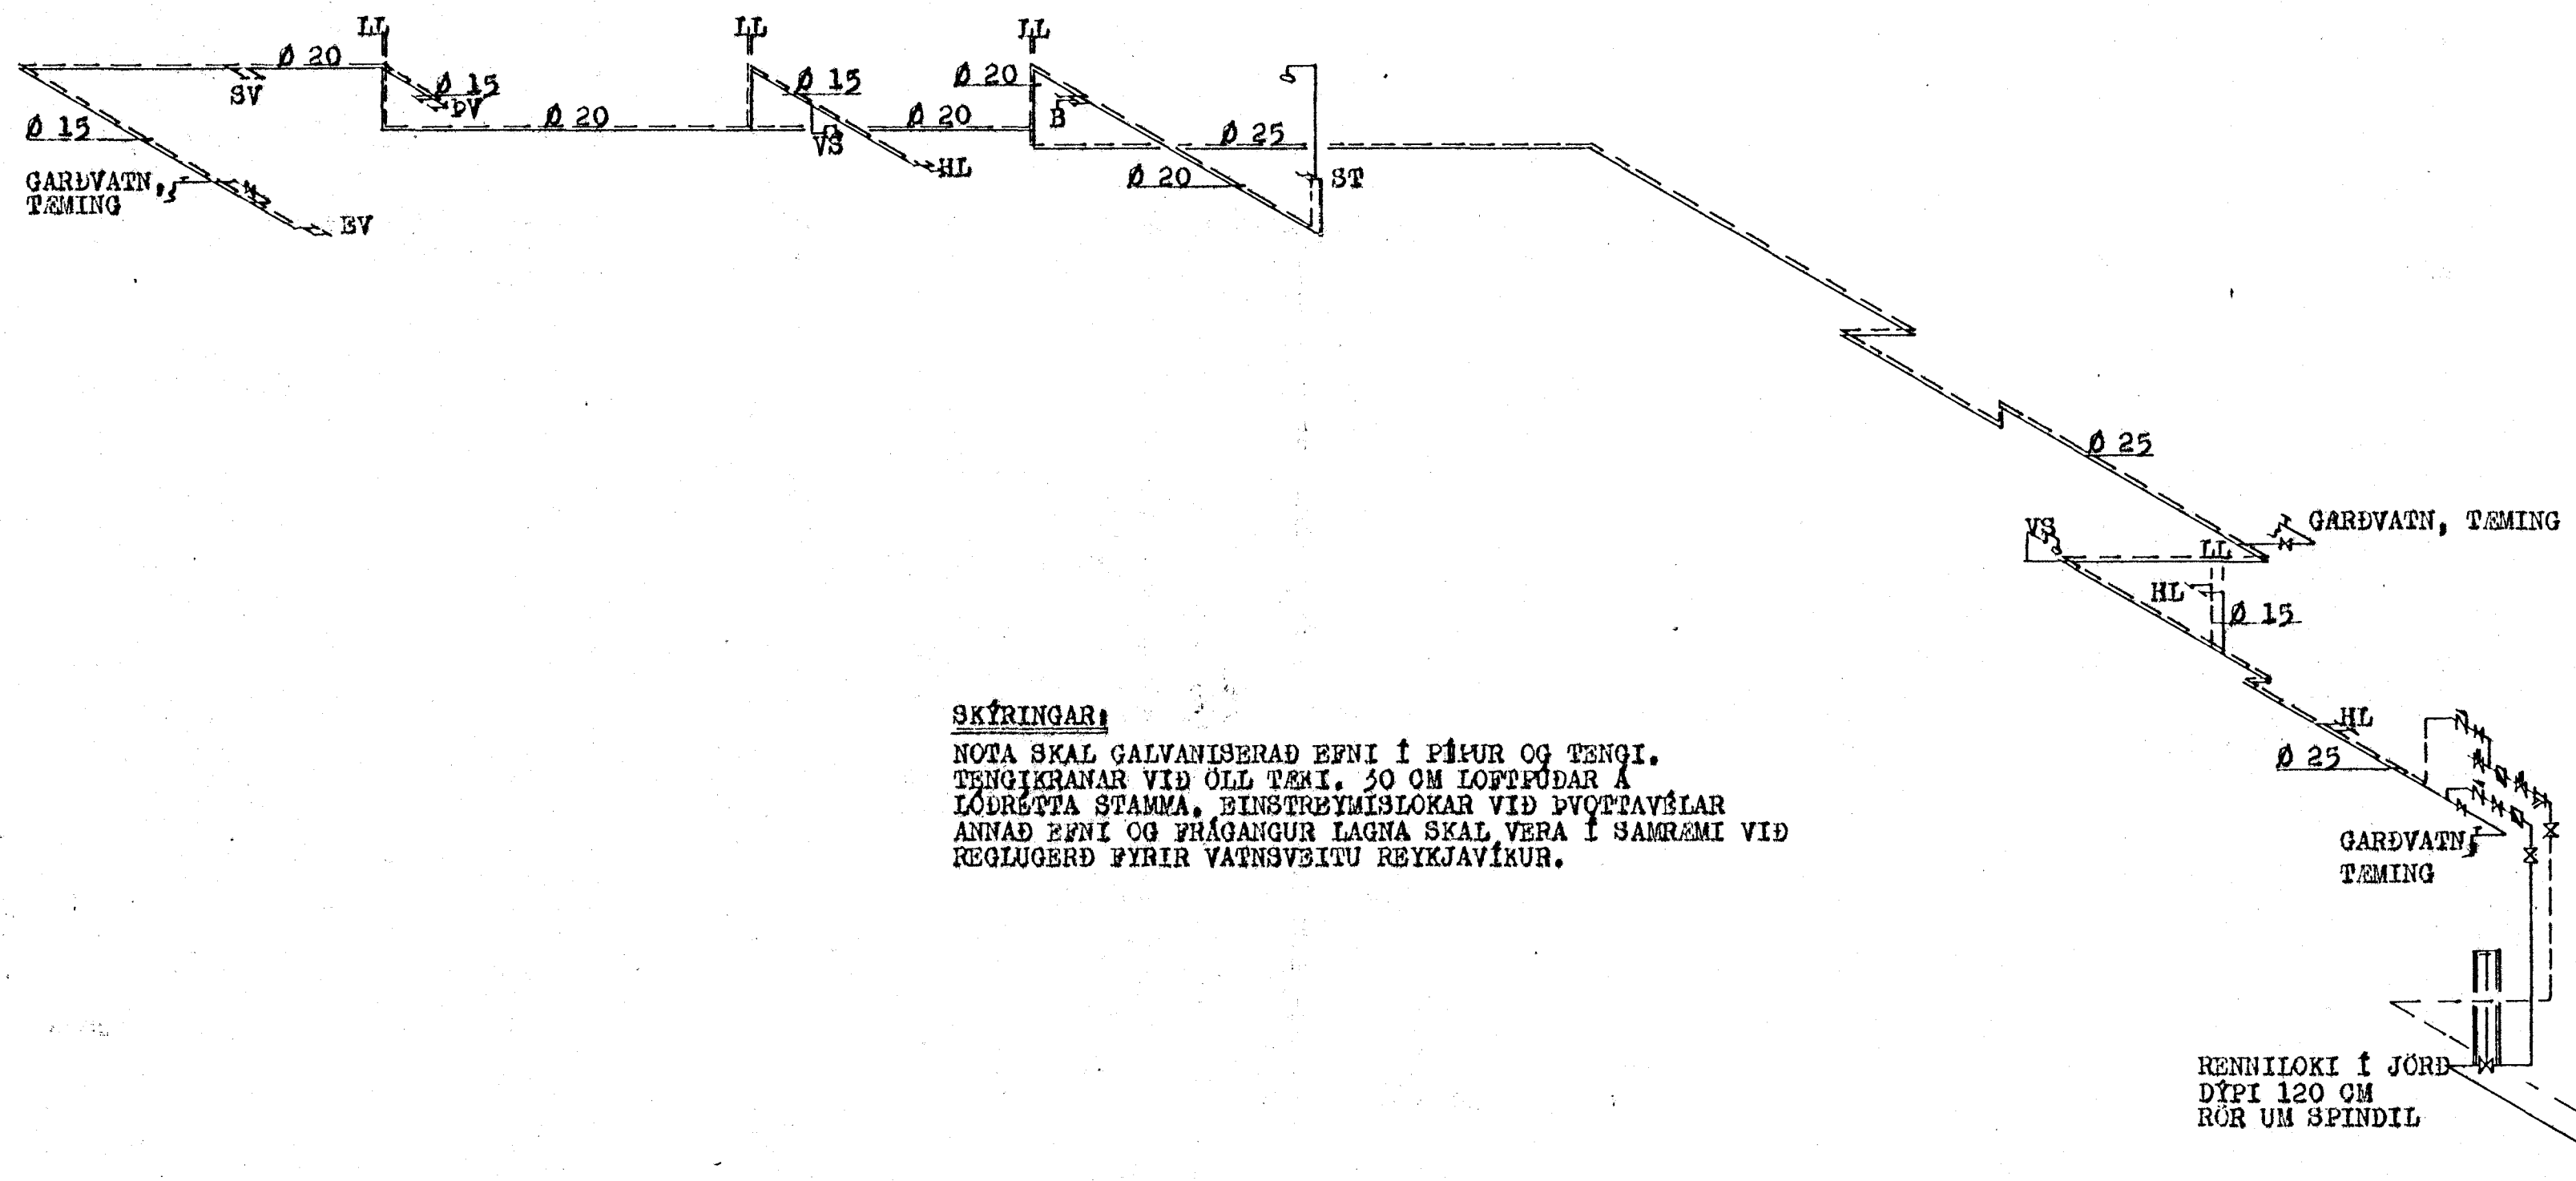 LL
LL
LL
Ø 20
SV
Ø 15
ÞV
Ø 15
Ø 20
Ø 15
VS
HL
Ø 20
Ø 20
B
Ø 25
Ø 20
ST
GARÐVATN,
TÆMING
EV
Ø 25
GARÐVATN, TÆMING
VS
LL
HL
Ø 15
HL
Ø 25
GARÐVATN,
TÆMING
SKÝRINGAR:
NOTA SKAL GALVANISERAÐ EFNI Í PÍPUR OG TENGI.
TENGIKRANAR VIÐ ÖLL TÆKI. 30 CM LOFTPÚÐAR Á
LÓÐRÉTTA STAMMA. EINSTREYMISLOKAR VIÐ ÞVOTTAVÉLAR
ANNAÐ EFNI OG FRÁGANGUR LAGNA SKAL VERA Í SAMRÆMI VIÐ
REGLUGERÐ FYRIR VATNSVEITU REYKJAVÍKUR.
RENNILOKI Í JÖRÐ
DÝPI 120 CM
RÖR UM SPINDIL